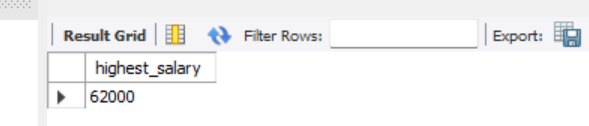 Result Grid Filter Rows: Export:
highest_salary
62000